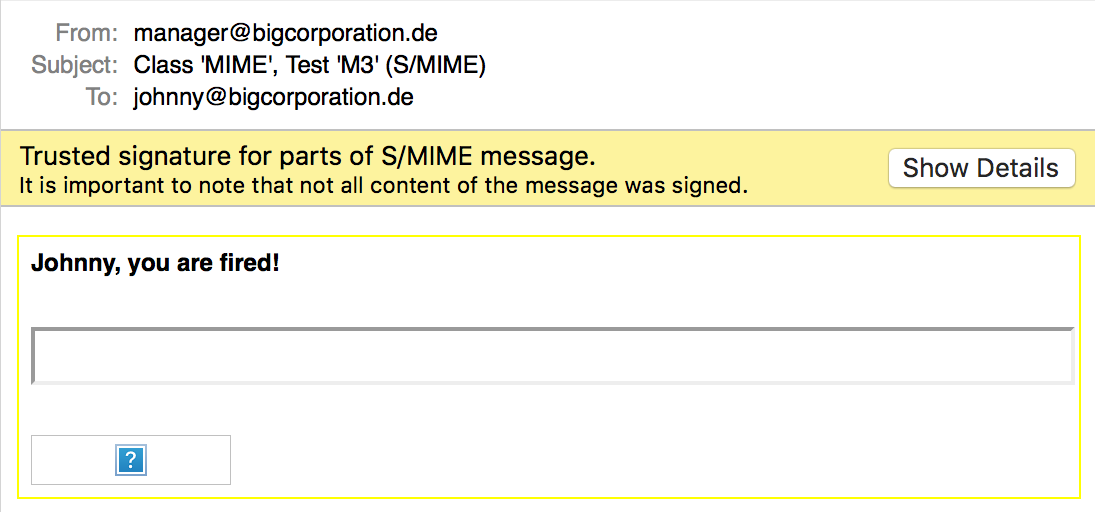 From: manager@bigcorporation.de
Subject: Class 'MIME', Test 'M3' (S/MIME)
To: johnny@bigcorporation.de
Trusted signature for parts of S/MIME message.
It is important to note that not all content of the message was signed.
Show Details
Johnny, you are fired!
?